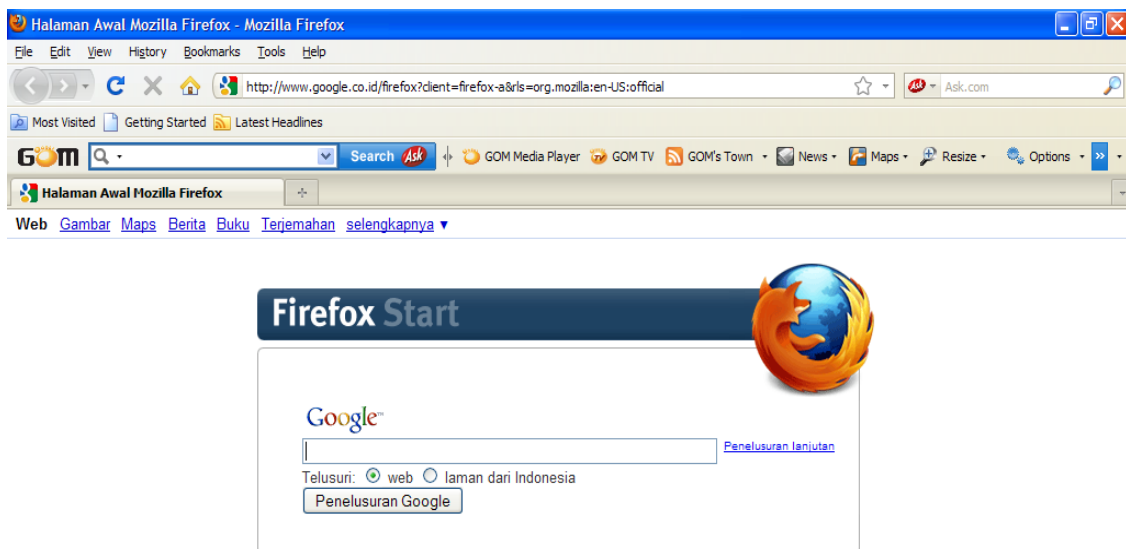 Halaman Awal Mozilla Firefox - Mozilla Firefox
File Edit View History Bookmarks Tools Help
http://www.google.co.id/firefox?client=firefox-a&rls=org.mozilla:en-US:official Ask Ask.com
Most Visited Getting Started Latest Headlines
GOM Search Ask GOM Media Player GOM TV GOM's Town News Maps Resize Options »
Halaman Awal Mozilla Firefox
Web Gambar Maps Berita Buku Terjemahan selengkapnya ▼
Firefox Start
Google™
Penelusuran lanjutan
Telusuri: web laman dari Indonesia
Penelusuran Google